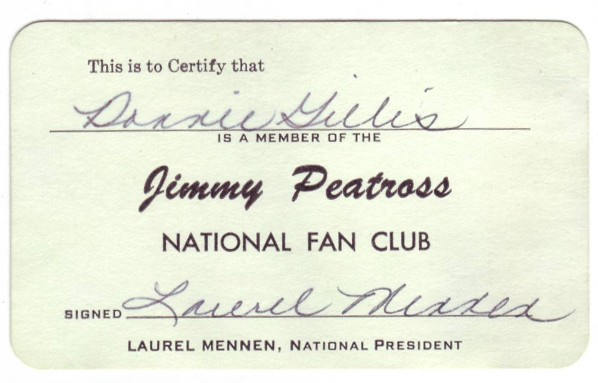 This is to Certify that
Donnie Gillis
IS A MEMBER OF THE
Jimmy Peatross
NATIONAL FAN CLUB
SIGNED Laurel Mennen
LAUREL MENNEN, NATIONAL PRESIDENT